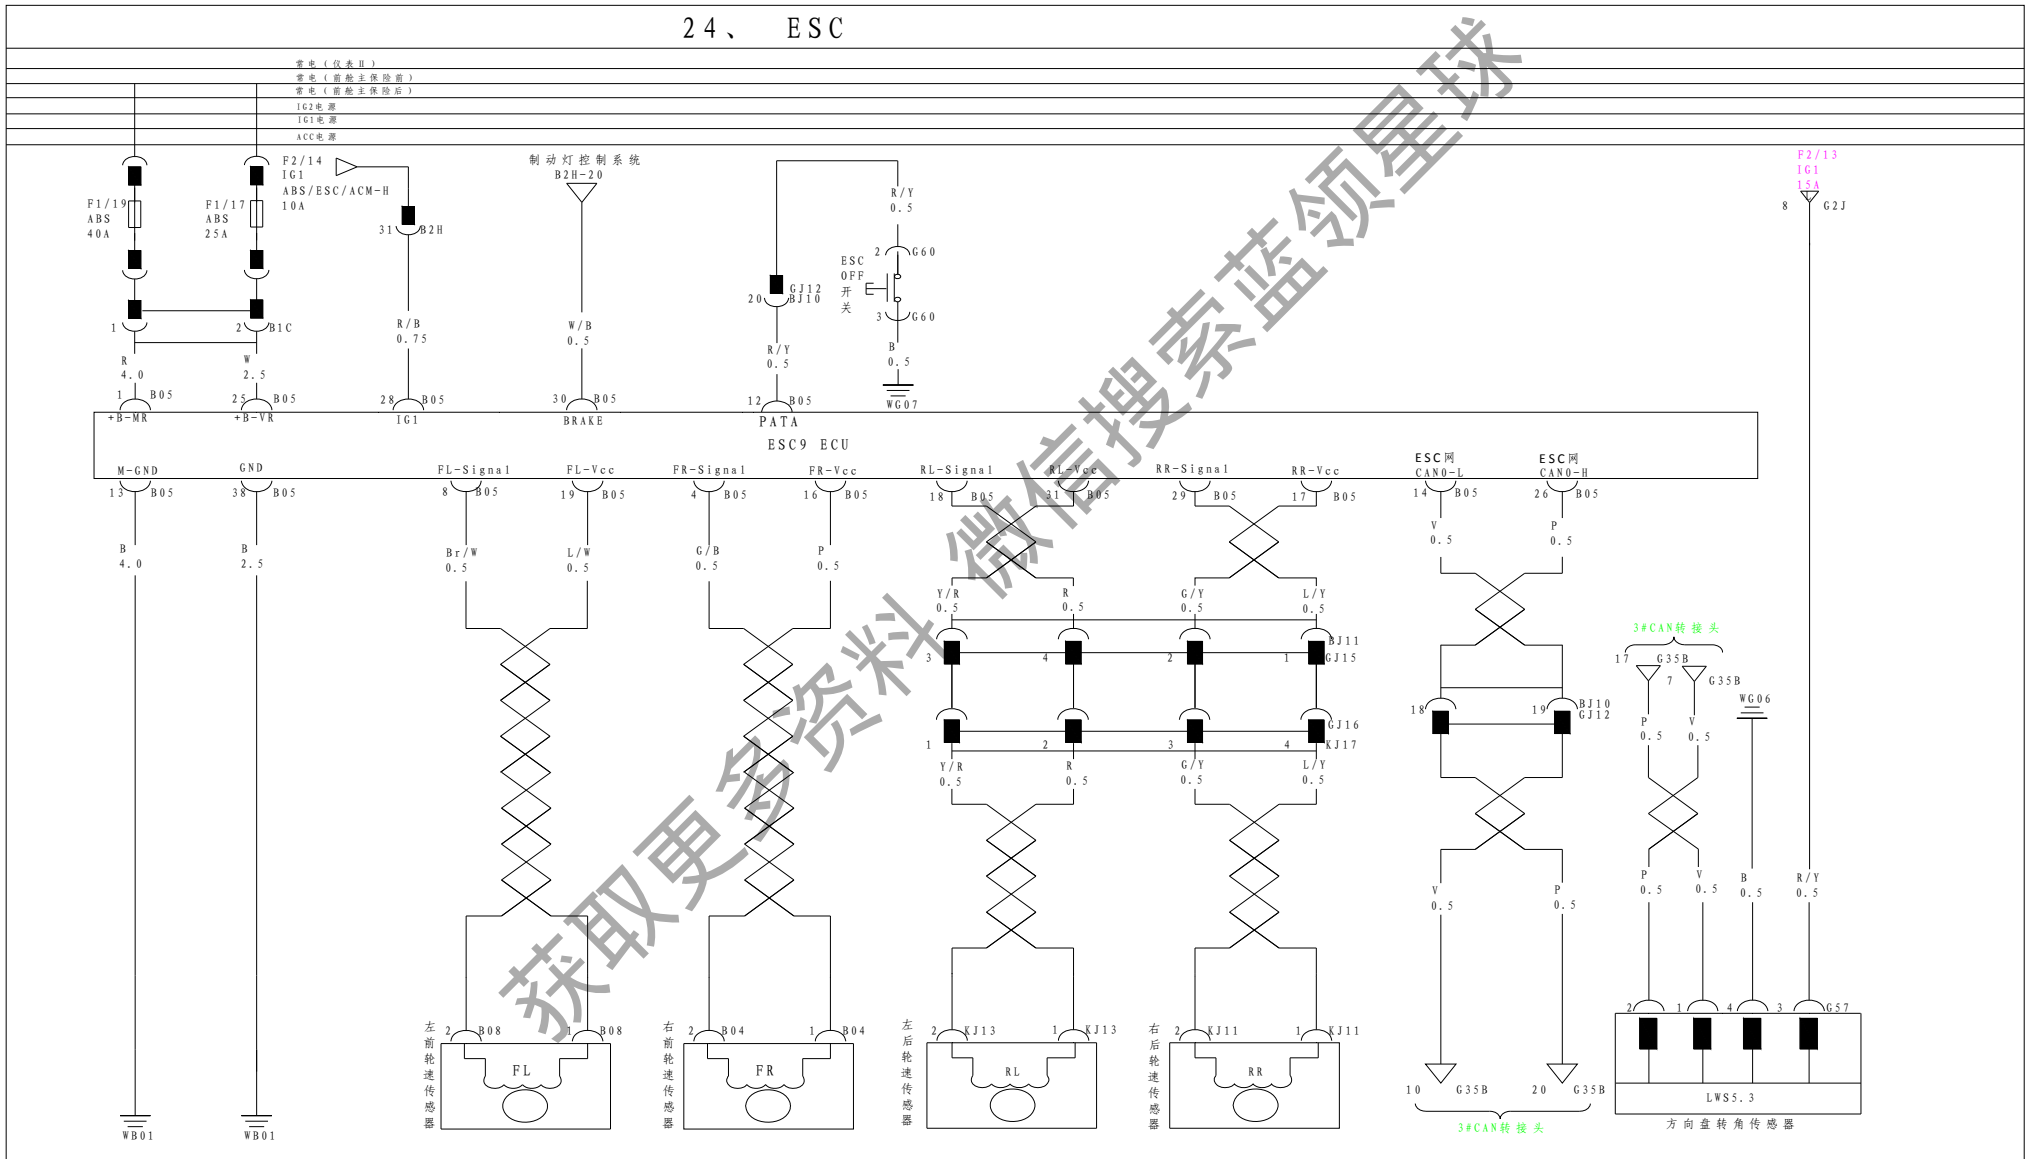 24、 ESC
常电（仪表Ⅱ）
常电（前舱主保险前）
常电（前舱主保险后）
IG2电源
IG1电源
ACC电源
F1/19
ABS
40A
F1/17
ABS
25A
F2/14
IG1
ABS/ESC/ACM-H
10A
31 B2H
制动灯控制系统
B2H-20
R/Y
0.5
2 G60
ESC
OFF
开
关
3 G60
GJ12
20 BJ10
F2/13
IG1
15A
8 G2J
1
2 B1C
R
4.0
W
2.5
R/B
0.75
W/B
0.5
R/Y
0.5
B
0.5
WG07
1 B05
25 B05
28 B05
30 B05
12 B05
+B-MR
+B-VR
IG1
BRAKE
PATA
ESC9 ECU
M-GND
GND
FL-Signal
FL-Vcc
FR-Signal
FR-Vcc
RL-Signal
RL-Vcc
RR-Signal
RR-Vcc
ESC网
CAN0-L
ESC网
CAN0-H
13 B05
38 B05
8 B05
19 B05
4 B05
16 B05
18 B05
31 B05
29 B05
17 B05
14 B05
26 B05
B
4.0
B
2.5
Br/W
0.5
L/W
0.5
G/B
0.5
P
0.5
V
0.5
P
0.5
Y/R
0.5
R
0.5
G/Y
0.5
L/Y
0.5
3
4
2
1
BJ11
GJ15
1
2
3
4
GJ16
KJ17
Y/R
0.5
R
0.5
G/Y
0.5
L/Y
0.5
18
19
BJ10
GJ12
3#CAN转接头
17 G35B
7 G35B
WG06
P
0.5
V
0.5
V
0.5
P
0.5
P
0.5
V
0.5
B
0.5
R/Y
0.5
2
1
4
3 G57
LWS5.3
方向盘转角传感器
左前轮速传感器
2 B08
1 B08
FL
右前轮速传感器
2 B04
1 B04
FR
左后轮速传感器
2 KJ13
1 KJ13
RL
右后轮速传感器
2 KJ11
1 KJ11
RR
10 G35B
20 G35B
3#CAN转接头
WB01
WB01
获取更多资料 微信搜索蓝领星球